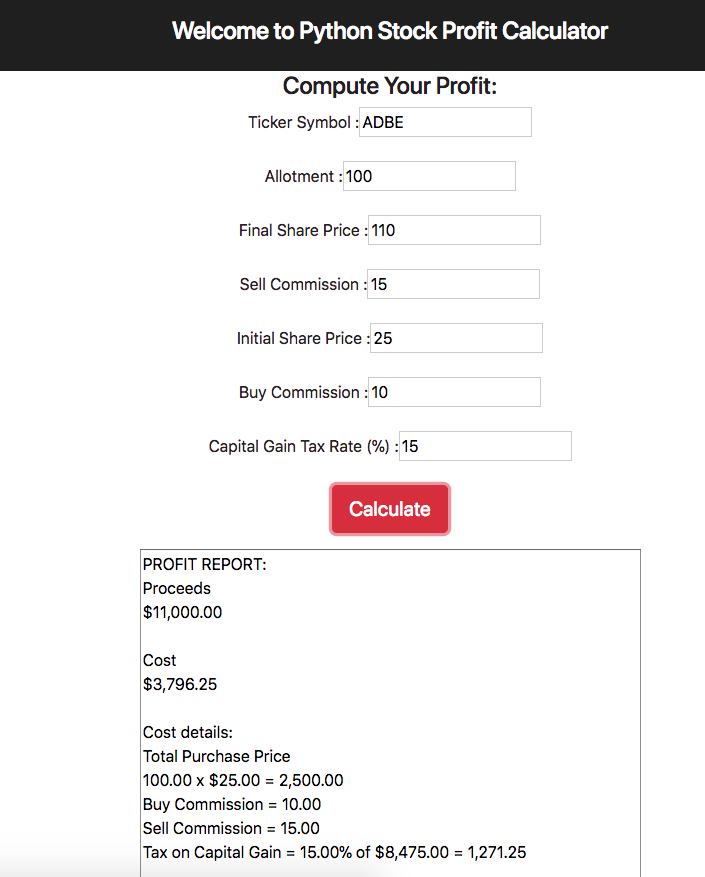 Welcome to Python Stock Profit Calculator
Compute Your Profit:
Ticker Symbol : ADBE
Allotment : 100
Final Share Price : 110
Sell Commission : 15
Initial Share Price : 25
Buy Commission : 10
Capital Gain Tax Rate (%) : 15
Calculate
PROFIT REPORT:
Proceeds
$11,000.00
Cost
$3,796.25
Cost details:
Total Purchase Price
100.00 x $25.00 = 2,500.00
Buy Commission = 10.00
Sell Commission = 15.00
Tax on Capital Gain = 15.00% of $8,475.00 = 1,271.25